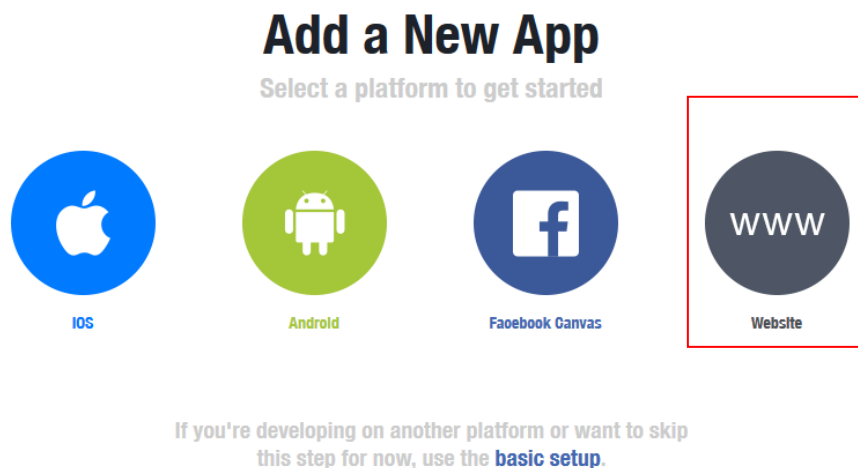 Add a New App
Select a platform to get started
www
iOS
Android
Facebook Canvas
Website
If you're developing on another platform or want to skip
this step for now, use the basic setup.